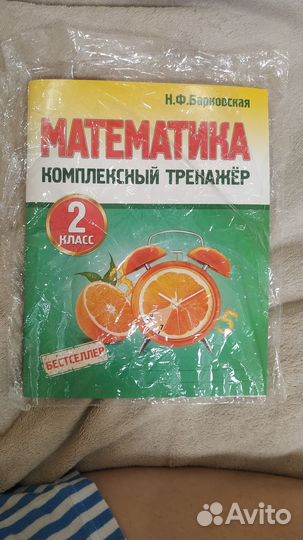 Н.Ф.Барковская
МАТЕМАТИКА
КОМПЛЕКСНЫЙ ТРЕНАЖЁР
2
КЛАСС
БЕСТСЕЛЛЕР
Avito